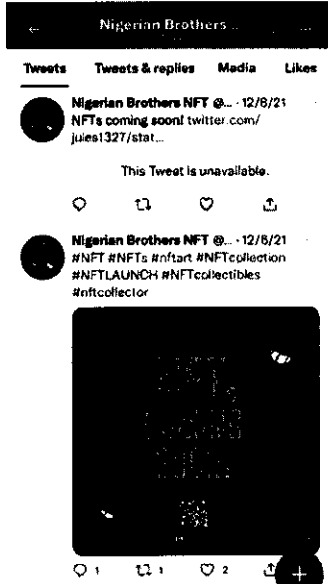 Nigerian Brothers ...
Tweets Tweets & replies Media Likes
Nigerian Brothers NFT @... · 12/6/21
NFTs coming soon! twitter.com/
jules1327/stat...
This Tweet is unavailable.
Nigerian Brothers NFT @... · 12/6/21
#NFT #NFTs #nftart #NFTcollection
#NFTLAUNCH #NFTcollectibles
#nftcollector
1 1 2